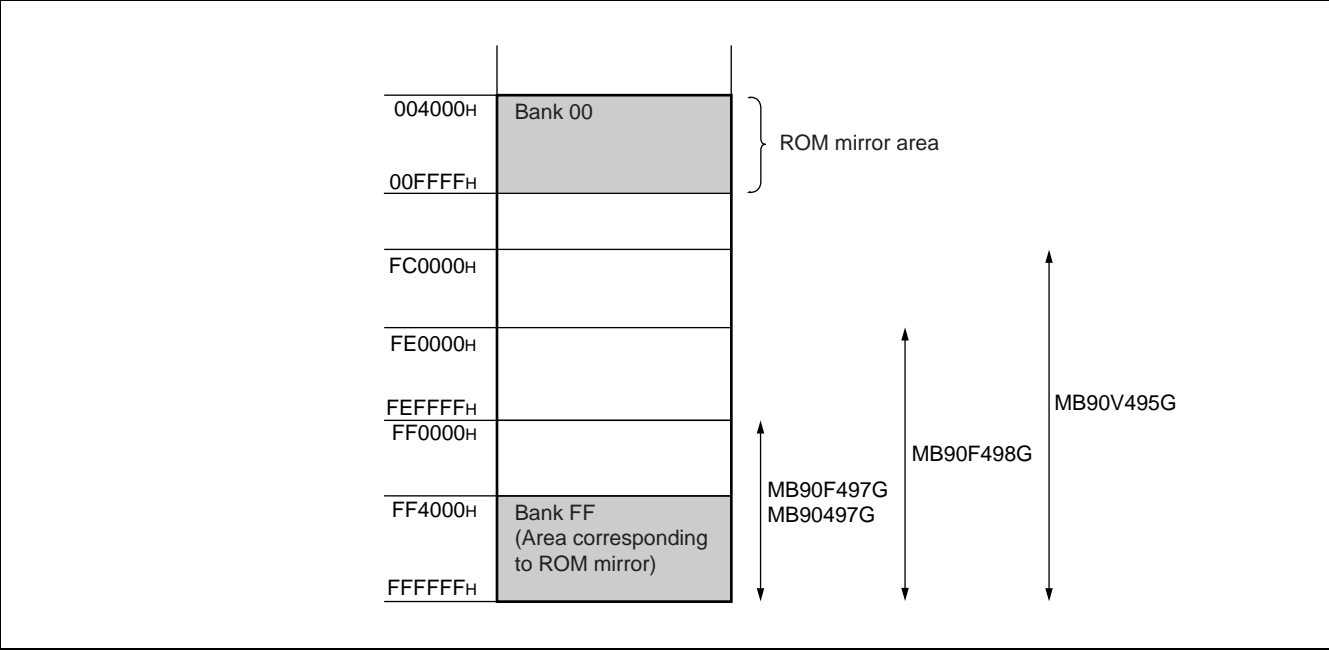 004000H
Bank 00
ROM mirror area
00FFFFH
FC0000H
FE0000H
FEFFFFH
FF0000H
MB90V495G
MB90F498G
MB90F497G
MB90497G
FF4000H
Bank FF
(Area corresponding
to ROM mirror)
FFFFFFH